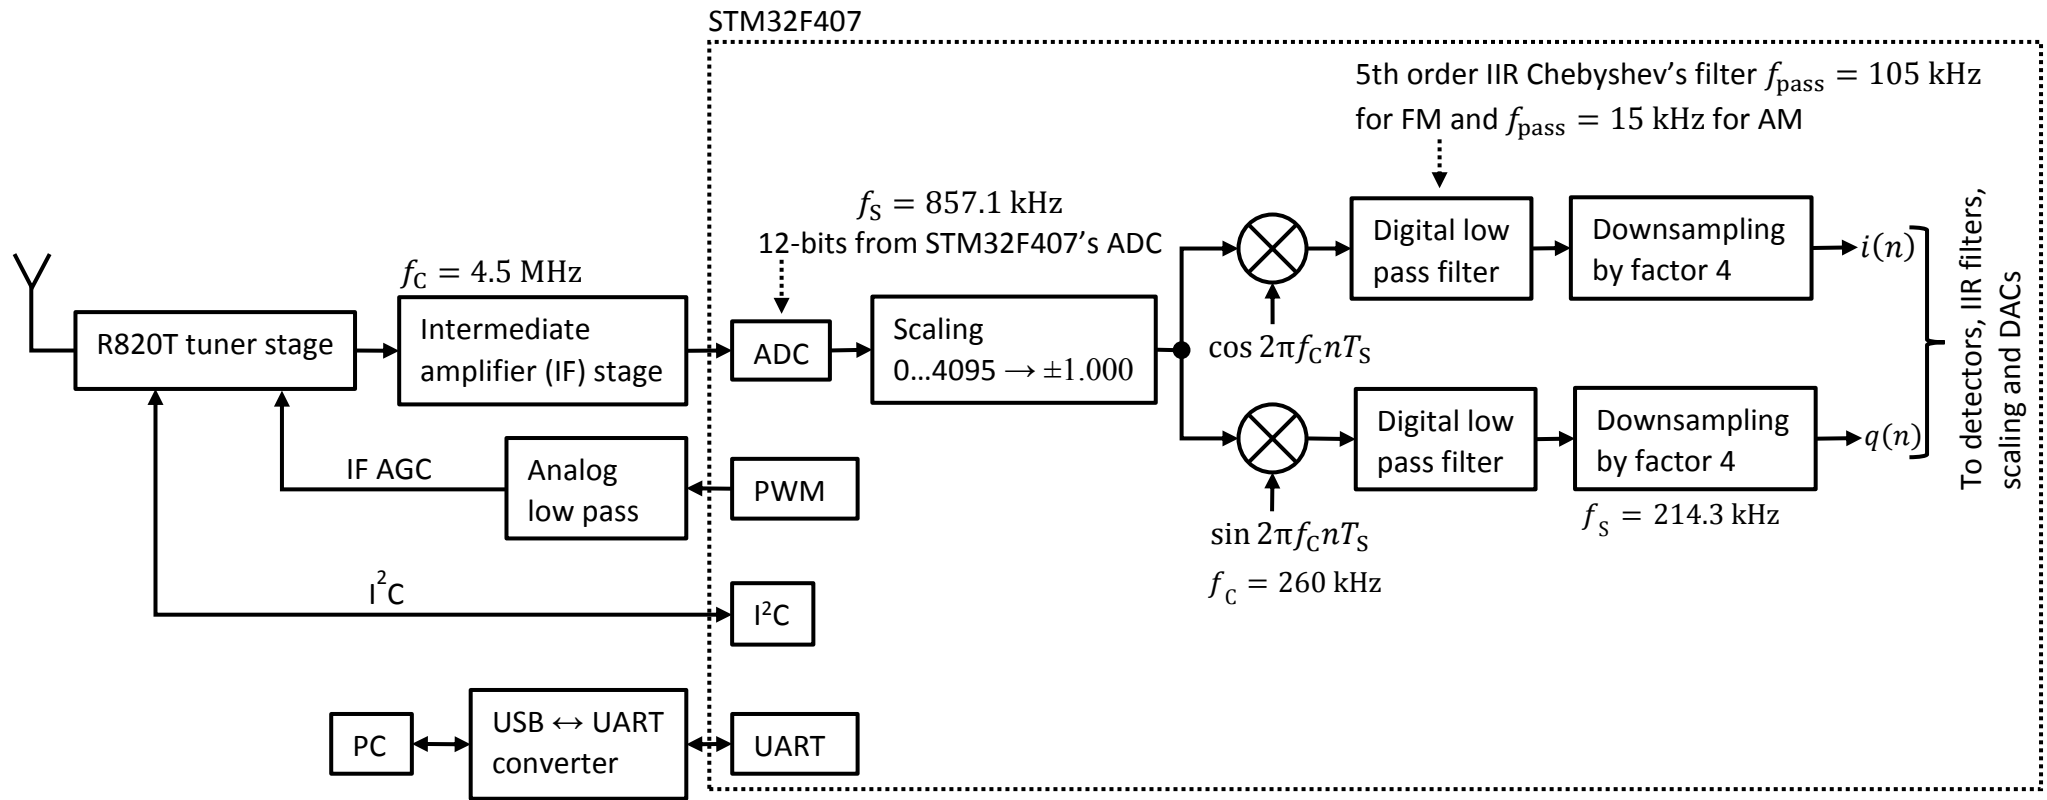 STM32F407
5th order IIR Chebyshev's filter f_pass = 105 kHz
for FM and f_pass = 15 kHz for AM
f_S = 857.1 kHz
12-bits from STM32F407's ADC
f_C = 4.5 MHz
R820T tuner stage
Intermediate
amplifier (IF) stage
ADC
Scaling
0...4095 → ±1.000
cos 2πf_C nT_S
Digital low
pass filter
Downsampling
by factor 4
i(n)
sin 2πf_C nT_S
f_C = 260 kHz
Digital low
pass filter
Downsampling
by factor 4
f_S = 214.3 kHz
q(n)
To detectors, IIR filters,
scaling and DACs
IF AGC
Analog
low pass
PWM
I²C
I²C
PC
USB ↔ UART
converter
UART